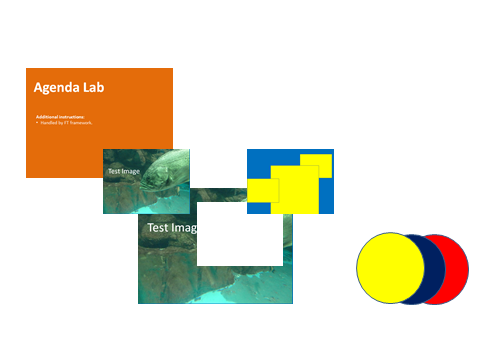 Agenda Lab
Additional instructions:
• Handled by FT framework.
Test Image
Test Imag